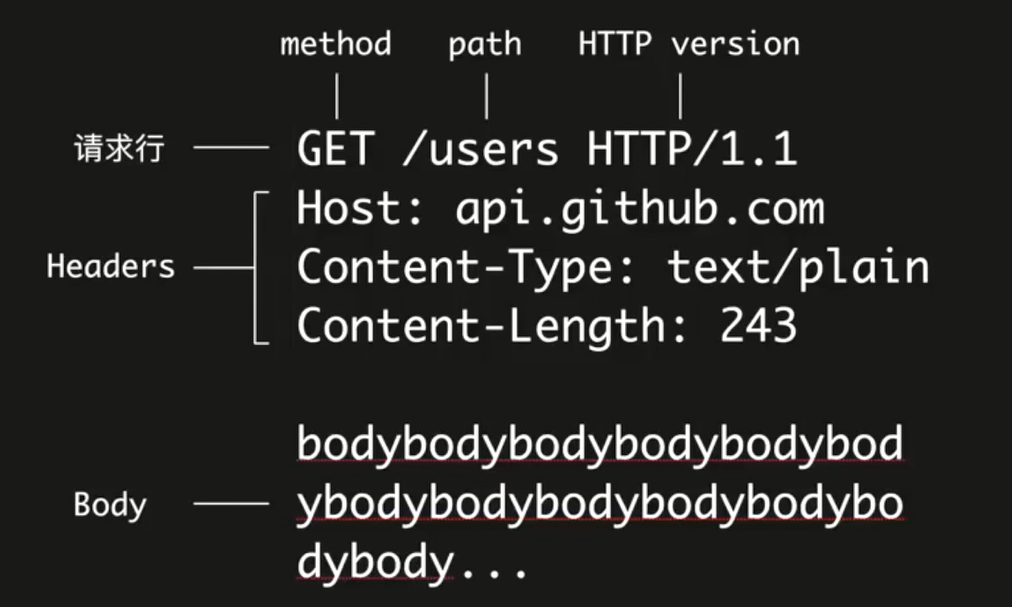 method path HTTP version
请求行 GET /users HTTP/1.1
Host: api.github.com
Headers Content-Type: text/plain
Content-Length: 243
bodybodybodybodybodybod
Body ybodybodybodybodybodybo
dybody...